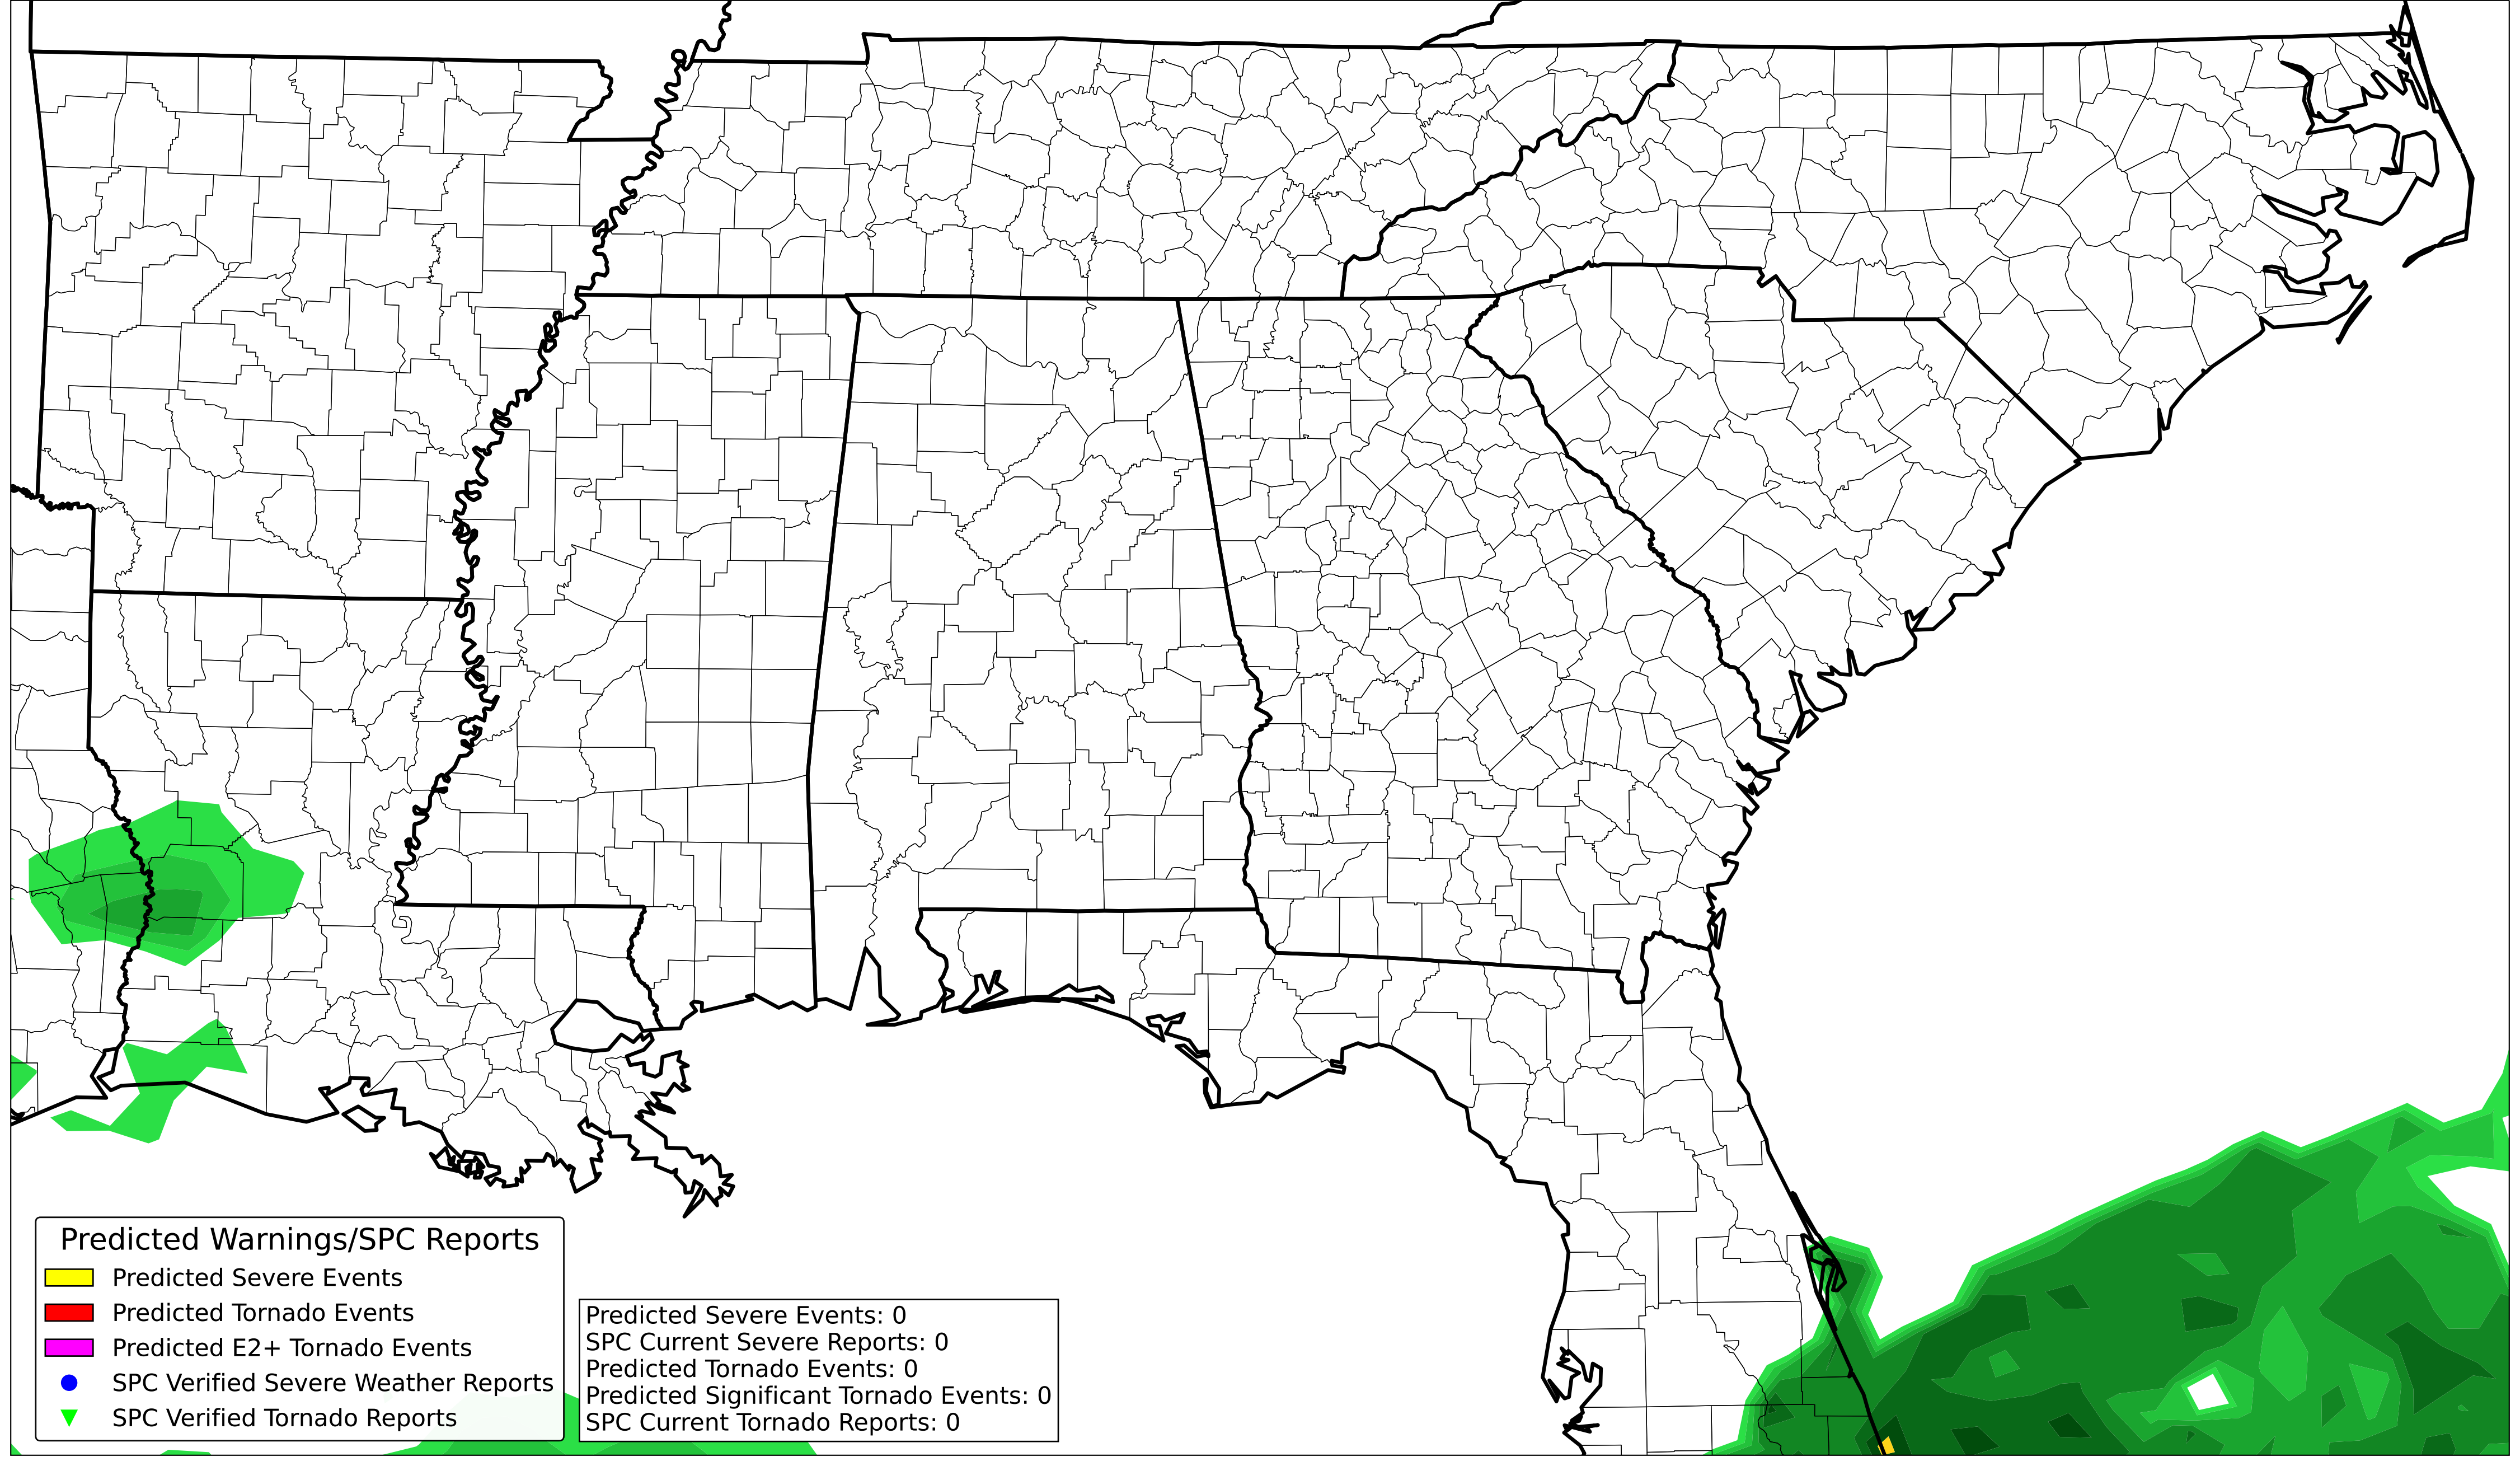 Predicted Warnings/SPC Reports
Predicted Severe Events
Predicted Tornado Events
Predicted E2+ Tornado Events
SPC Verified Severe Weather Reports
SPC Verified Tornado Reports
Predicted Severe Events: 0
SPC Current Severe Reports: 0
Predicted Tornado Events: 0
Predicted Significant Tornado Events: 0
SPC Current Tornado Reports: 0